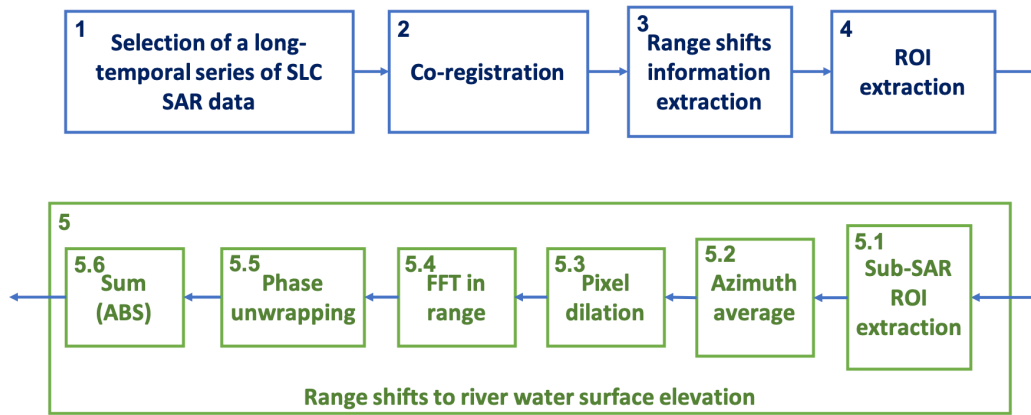 1
Selection of a long-
temporal series of SLC
SAR data
2
Co-registration
3
Range shifts
information
extraction
4
ROI
extraction
5
5.1
Sub-SAR
ROI
extraction
5.2
Azimuth
average
5.3
Pixel
dilation
5.4
FFT in
range
5.5
Phase
unwrapping
5.6
Sum
(ABS)
Range shifts to river water surface elevation